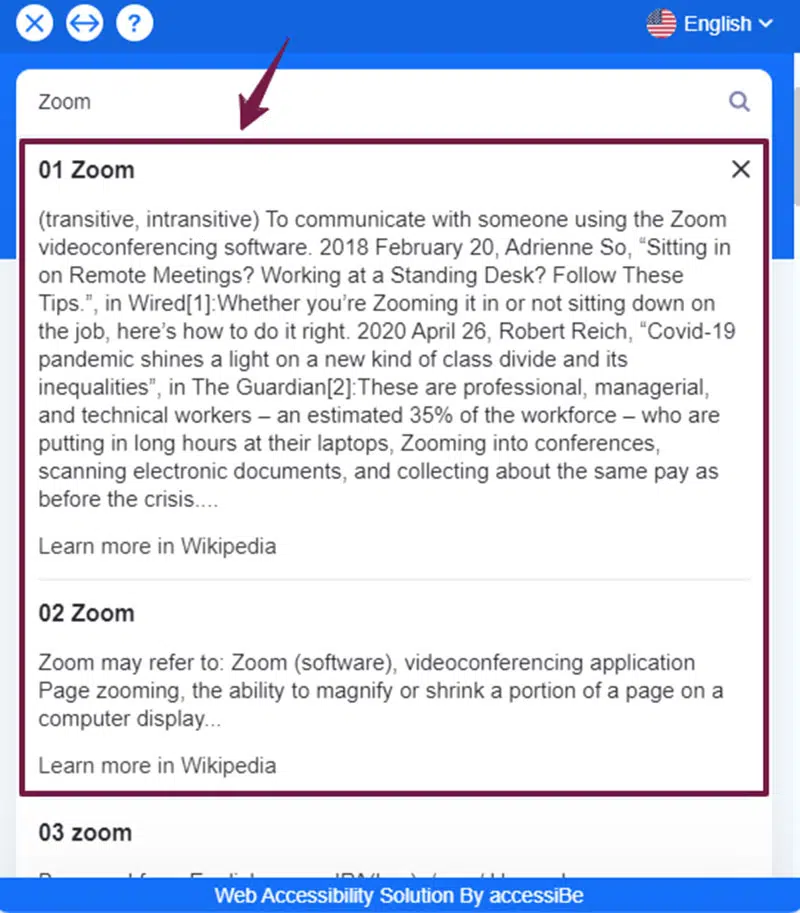 English
Zoom
01 Zoom
(transitive, intransitive) To communicate with someone using the Zoom
videoconferencing software. 2018 February 20, Adrienne So, “Sitting in
on Remote Meetings? Working at a Standing Desk? Follow These
Tips.”, in Wired[1]:Whether you’re Zooming it in or not sitting down on
the job, here’s how to do it right. 2020 April 26, Robert Reich, “Covid-19
pandemic shines a light on a new kind of class divide and its
inequalities”, in The Guardian[2]:These are professional, managerial,
and technical workers – an estimated 35% of the workforce – who are
putting in long hours at their laptops, Zooming into conferences,
scanning electronic documents, and collecting about the same pay as
before the crisis....
Learn more in Wikipedia
02 Zoom
Zoom may refer to: Zoom (software), videoconferencing application
Page zooming, the ability to magnify or shrink a portion of a page on a
computer display...
Learn more in Wikipedia
03 zoom
Web Accessibility Solution By accessiBe